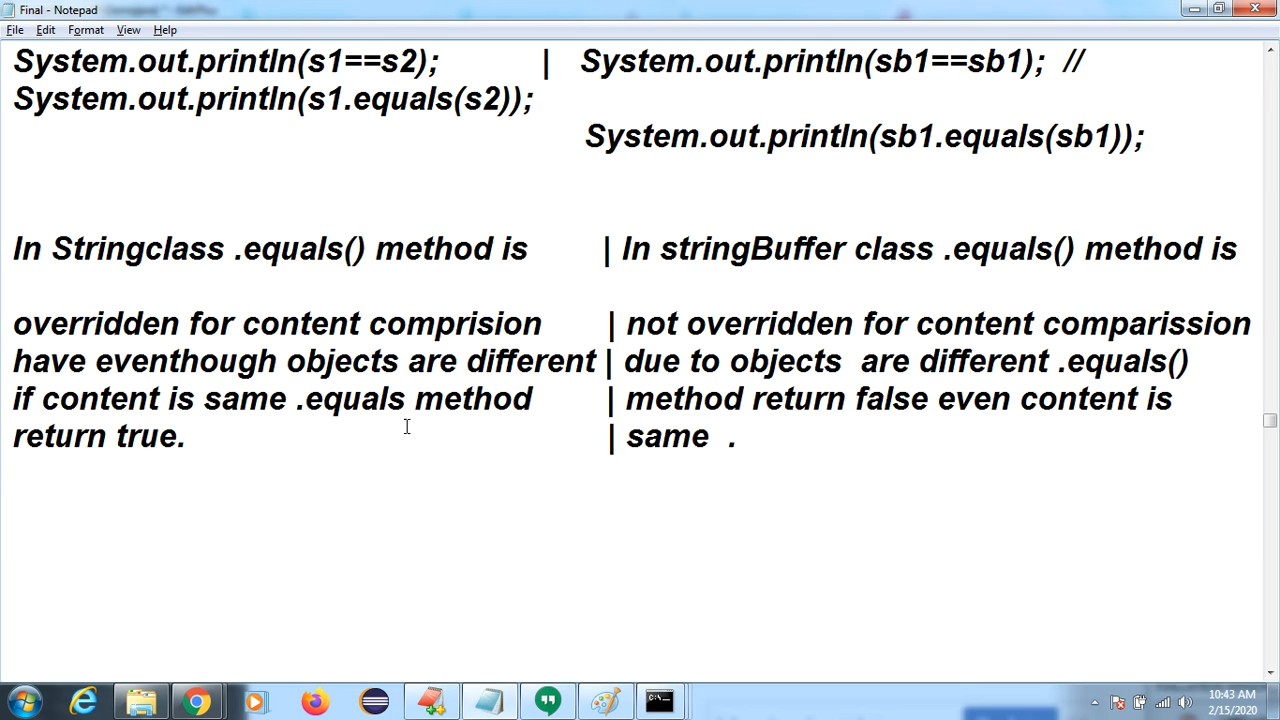 Final - Notepad
File Edit Format View Help
System.out.println(s1==s2); | System.out.println(sb1==sb1); //
System.out.println(s1.equals(s2));
System.out.println(sb1.equals(sb1));
In Stringclass .equals() method is | In stringBuffer class .equals() method is
overridden for content comprision | not overridden for content comparission
have eventhough objects are different | due to objects are different .equals()
if content is same .equals method | method return false even content is
return true. | same .
10:43 AM
2/15/2020